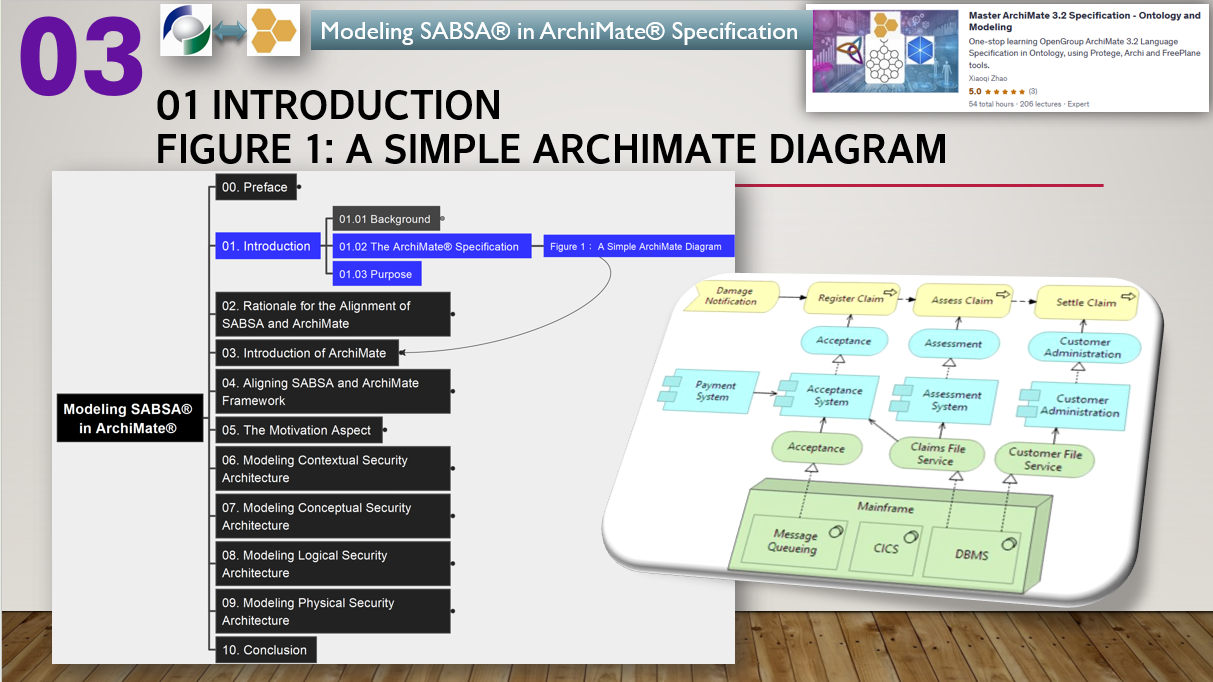 03
Modeling SABSA® in ArchiMate® Specification
Master ArchiMate 3.2 Specification - Ontology and
Modeling
One-stop learning OpenGroup ArchiMate 3.2 Language
Specification in Ontology, using Protege, Archi and FreePlane
tools.
Xiaoqi Zhao
5.0 ★★★★★ (3)
54 total hours · 206 lectures · Expert
01 INTRODUCTION
FIGURE 1: A SIMPLE ARCHIMATE DIAGRAM
Modeling SABSA®
in ArchiMate®
00. Preface
01. Introduction
01.01 Background
01.02 The ArchiMate® Specification
Figure 1： A Simple ArchiMate Diagram
01.03 Purpose
02. Rationale for the Alignment of
SABSA and ArchiMate
03. Introduction of ArchiMate
04. Aligning SABSA and ArchiMate
Framework
05. The Motivation Aspect
06. Modeling Contextual Security
Architecture
07. Modeling Conceptual Security
Architecture
08. Modeling Logical Security
Architecture
09. Modeling Physical Security
Architecture
10. Conclusion
Damage
Notification
Register Claim
Assess Claim
Settle Claim
Acceptance
Assessment
Customer
Administration
Payment
System
Acceptance
System
Assessment
System
Customer
Administration
Acceptance
Claims File
Service
Customer File
Service
Mainframe
Message
Queueing
CICS
DBMS